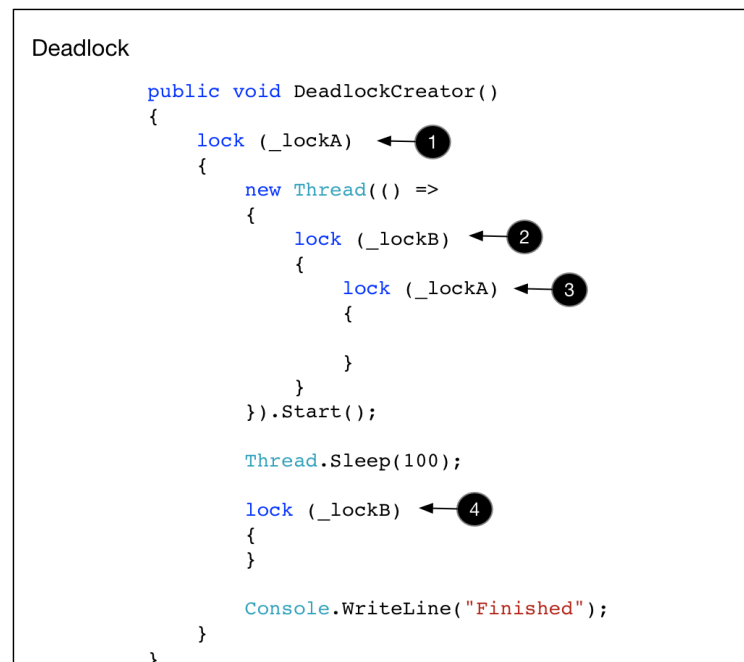 Deadlock
public void DeadlockCreator()
{
lock (_lockA) 1
{
new Thread(() =>
{
lock (_lockB) 2
{
lock (_lockA) 3
{
}
}
}).Start();
Thread.Sleep(100);
lock (_lockB) 4
{
}
Console.WriteLine("Finished");
}
}